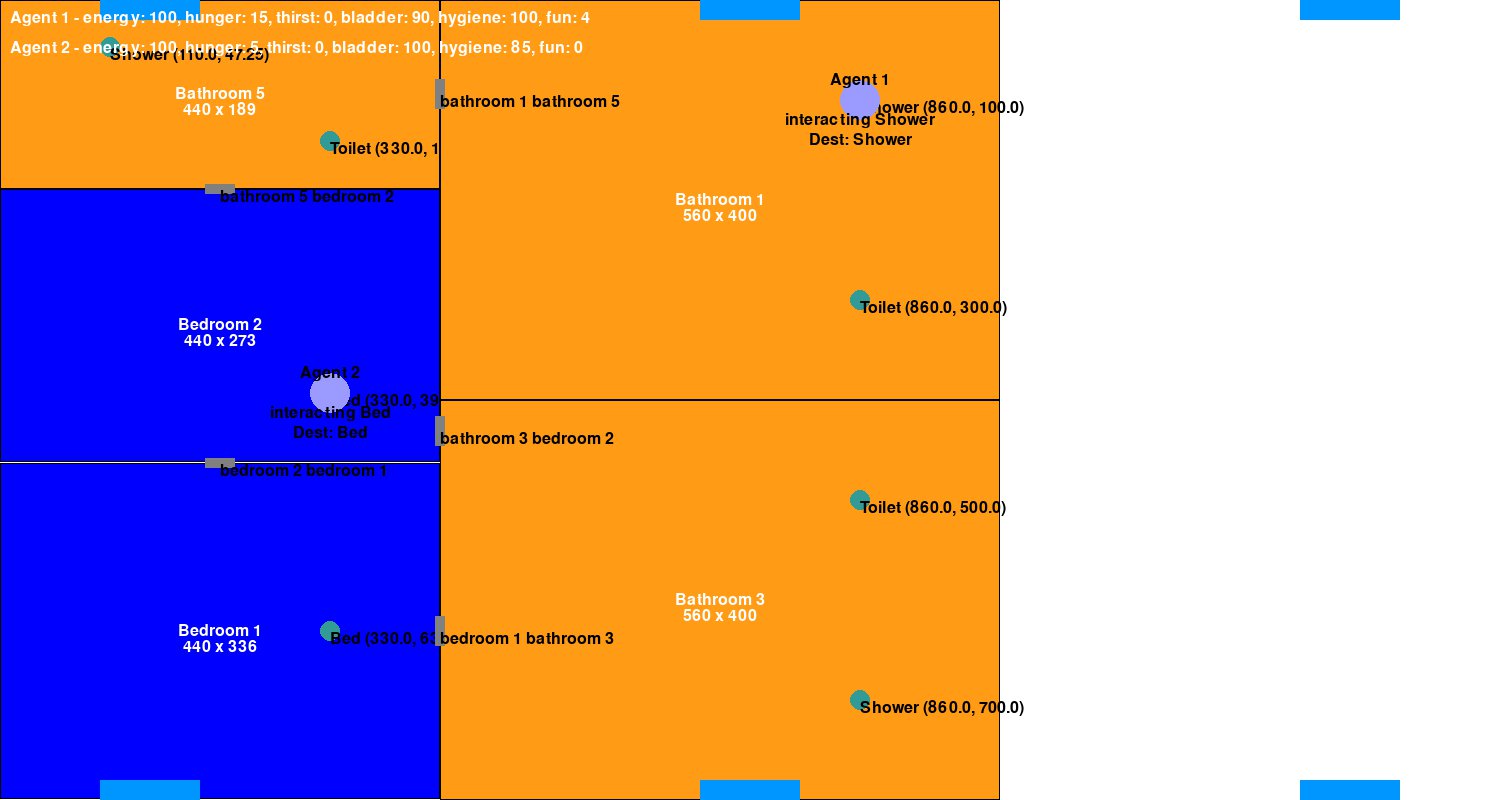 Agent 1 - energy: 100, hunger: 15, thirst: 0, bladder: 90, hygiene: 100, fun: 4
Agent 2 - energy: 100, hunger: 5, thirst: 0, bladder: 100, hygiene: 85, fun: 0
Shower (110.0, 47.25)
Bathroom 5
440 x 189
bathroom 1 bathroom 5
Toilet (330.0, 1
bathroom 5 bedroom 2
Agent 1
ower (860.0, 100.0)
interacting Shower
Dest: Shower
Bathroom 1
560 x 400
Toilet (860.0, 300.0)
Bedroom 2
440 x 273
Agent 2
d (330.0, 39
interacting Bed
Dest: Bed
bathroom 3 bedroom 2
bedroom 2 bedroom 1
Toilet (860.0, 500.0)
Bathroom 3
560 x 400
Bedroom 1
440 x 336
Bed (330.0, 63
bedroom 1 bathroom 3
Shower (860.0, 700.0)